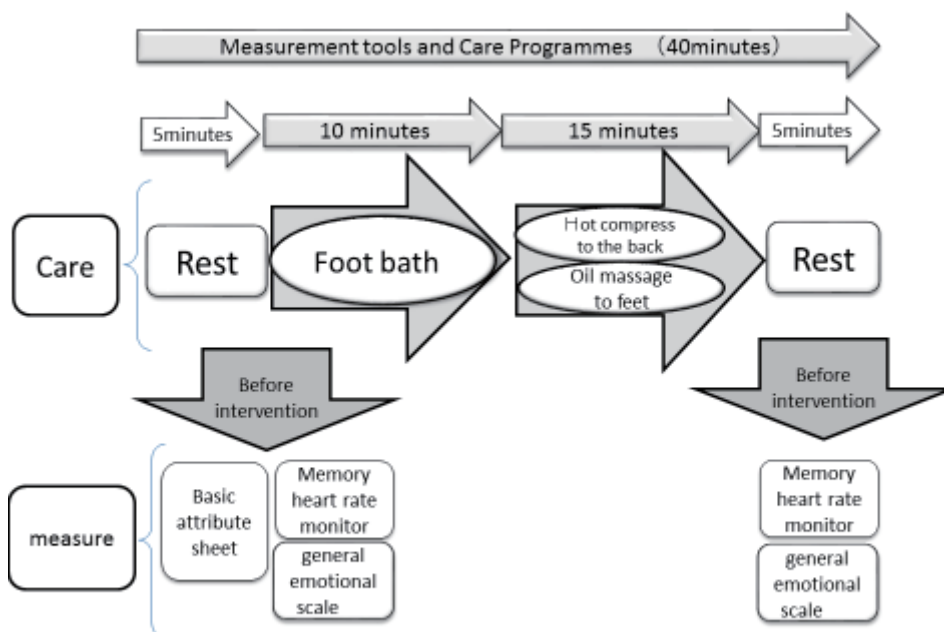 Measurement tools and Care Programmes （40minutes）
5minutes
10 minutes
15 minutes
5minutes
Care
Rest
Foot bath
Hot compress
to the back
Oil massage
to feet
Rest
Before
intervention
Before
intervention
measure
Basic
attribute
sheet
Memory
heart rate
monitor
general
emotional
scale
Memory
heart rate
monitor
general
emotional
scale